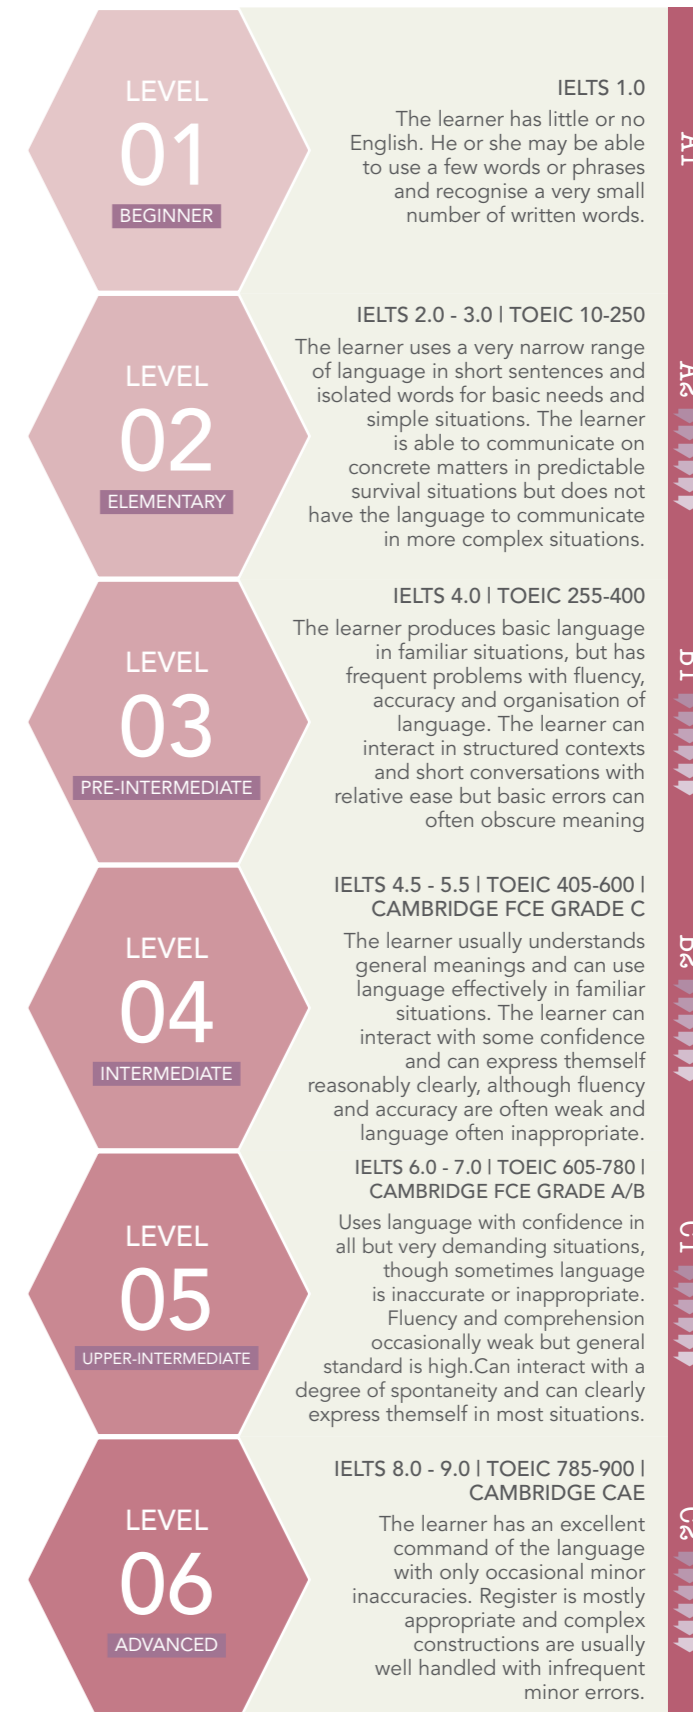 LEVEL
01
BEGINNER
IELTS 1.0
The learner has little or no
English. He or she may be able
to use a few words or phrases
and recognise a very small
number of written words.
A1
LEVEL
02
ELEMENTARY
IELTS 2.0 - 3.0 | TOEIC 10-250
The learner uses a very narrow range
of language in short sentences and
isolated words for basic needs and
simple situations. The learner
is able to communicate on
concrete matters in predictable
survival situations but does not
have the language to communicate
in more complex situations.
A2
LEVEL
03
PRE-INTERMEDIATE
IELTS 4.0 | TOEIC 255-400
The learner produces basic language
in familiar situations, but has
frequent problems with fluency,
accuracy and organisation of
language. The learner can
interact in structured contexts
and short conversations with
relative ease but basic errors can
often obscure meaning
B1
LEVEL
04
INTERMEDIATE
IELTS 4.5 - 5.5 | TOEIC 405-600 |
CAMBRIDGE FCE GRADE C
The learner usually understands
general meanings and can use
language effectively in familiar
situations. The learner can
interact with some confidence
and can express themself
reasonably clearly, although fluency
and accuracy are often weak and
language often inappropriate.
B2
LEVEL
05
UPPER-INTERMEDIATE
IELTS 6.0 - 7.0 | TOEIC 605-780 |
CAMBRIDGE FCE GRADE A/B
Uses language with confidence in
all but very demanding situations,
though sometimes language
is inaccurate or inappropriate.
Fluency and comprehension
occasionally weak but general
standard is high.Can interact with a
degree of spontaneity and can clearly
express themself in most situations.
C1
LEVEL
06
ADVANCED
IELTS 8.0 - 9.0 | TOEIC 785-900 |
CAMBRIDGE CAE
The learner has an excellent
command of the language
with only occasional minor
inaccuracies. Register is mostly
appropriate and complex
constructions are usually
well handled with infrequent
minor errors.
C2